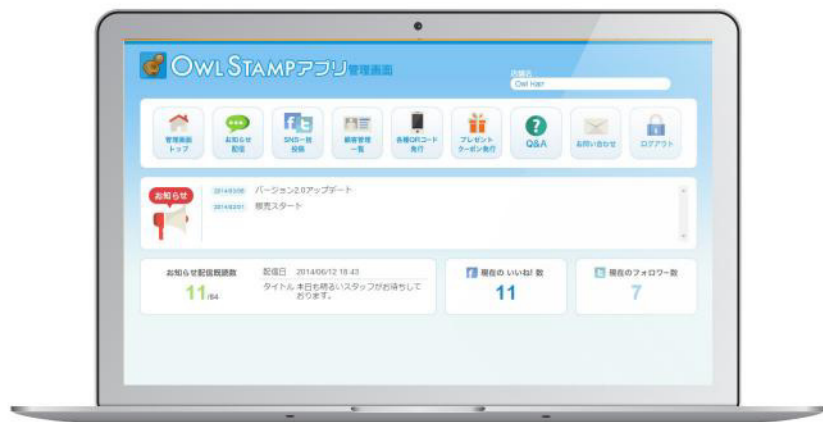 OWL STAMPアプリ管理画面
店舗名
Owl Hair
管理画面
トップ
お知らせ
配信
SNS一括
投稿
顧客管理
一覧
各種QRコード
発行
プレゼント
クーポン発行
Q&A
お問い合わせ
ログアウト
お知らせ
バージョン2.0アップデート
販売スタート
お知らせ配信既読数
11/64
配信日 2014/06/12 18:43
タイトル 本日も明るいスタッフがお待ちして
おります。
現在の いいね! 数
11
現在のフォロワー数
7